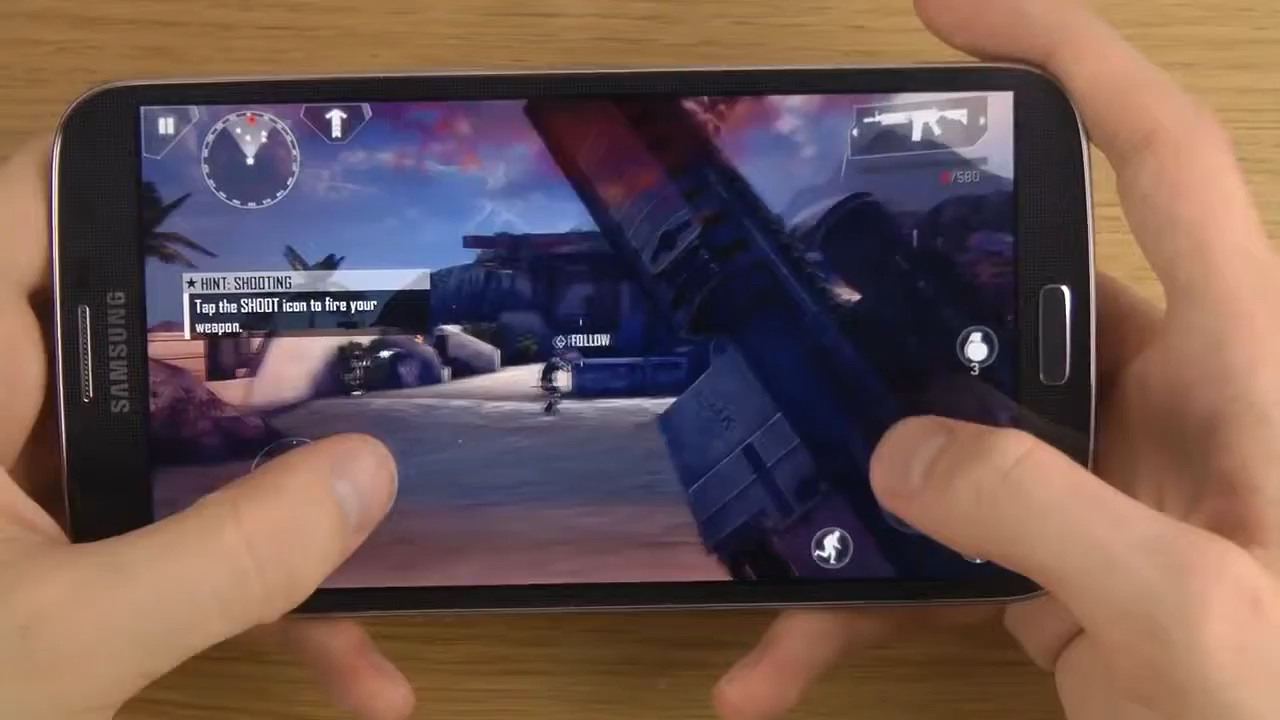 /580
★ HINT: SHOOTING
Tap the SHOOT icon to fire your
weapon.
FOLLOW
3
SAMSUNG